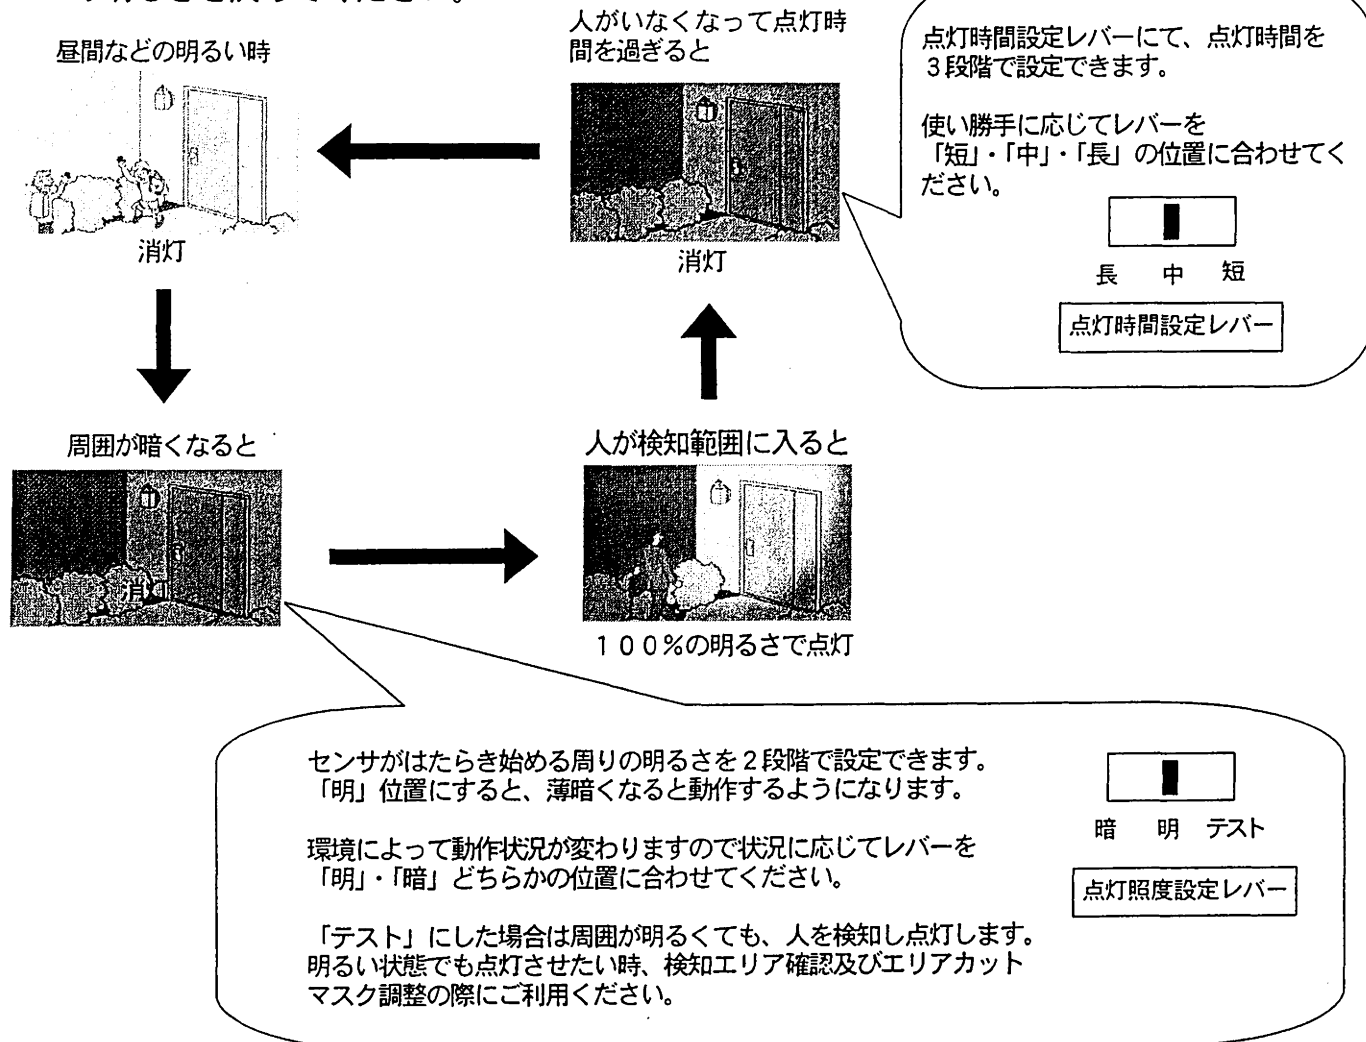 昼間などの明るい時
消灯
人がいなくなって点灯時
間を過ぎると
消灯
点灯時間設定レバーにて、点灯時間を
３段階で設定できます。
使い勝手に応じてレバーを
「短」・「中」・「長」の位置に合わせてく
ださい。
長 中 短
点灯時間設定レバー
周囲が暗くなると
消灯
人が検知範囲に入ると
１００％の明るさで点灯
センサがはたらき始める周りの明るさを２段階で設定できます。
「明」位置にすると、薄暗くなると動作するようになります。
環境によって動作状況が変わりますので状況に応じてレバーを
「明」・「暗」どちらかの位置に合わせてください。
「テスト」にした場合は周囲が明るくても、人を検知し点灯します。
明るい状態でも点灯させたい時、検知エリア確認及びエリアカット
マスク調整の際にご利用ください。
暗 明 テスト
点灯照度設定レバー